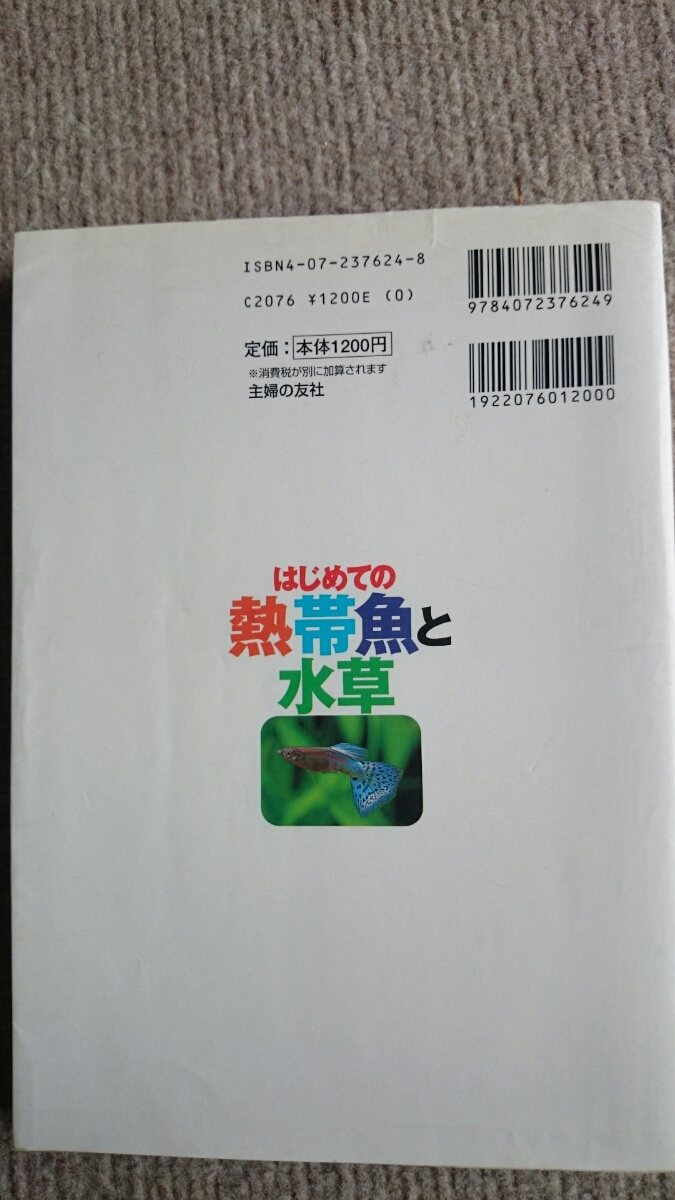 ISBN4-07-237624-8
C2076 ¥1200E (0)
9784072376249
定価：本体1200円
※消費税が別に加算されます
主婦の友社
1922076012000
はじめての
熱帯魚と
水草